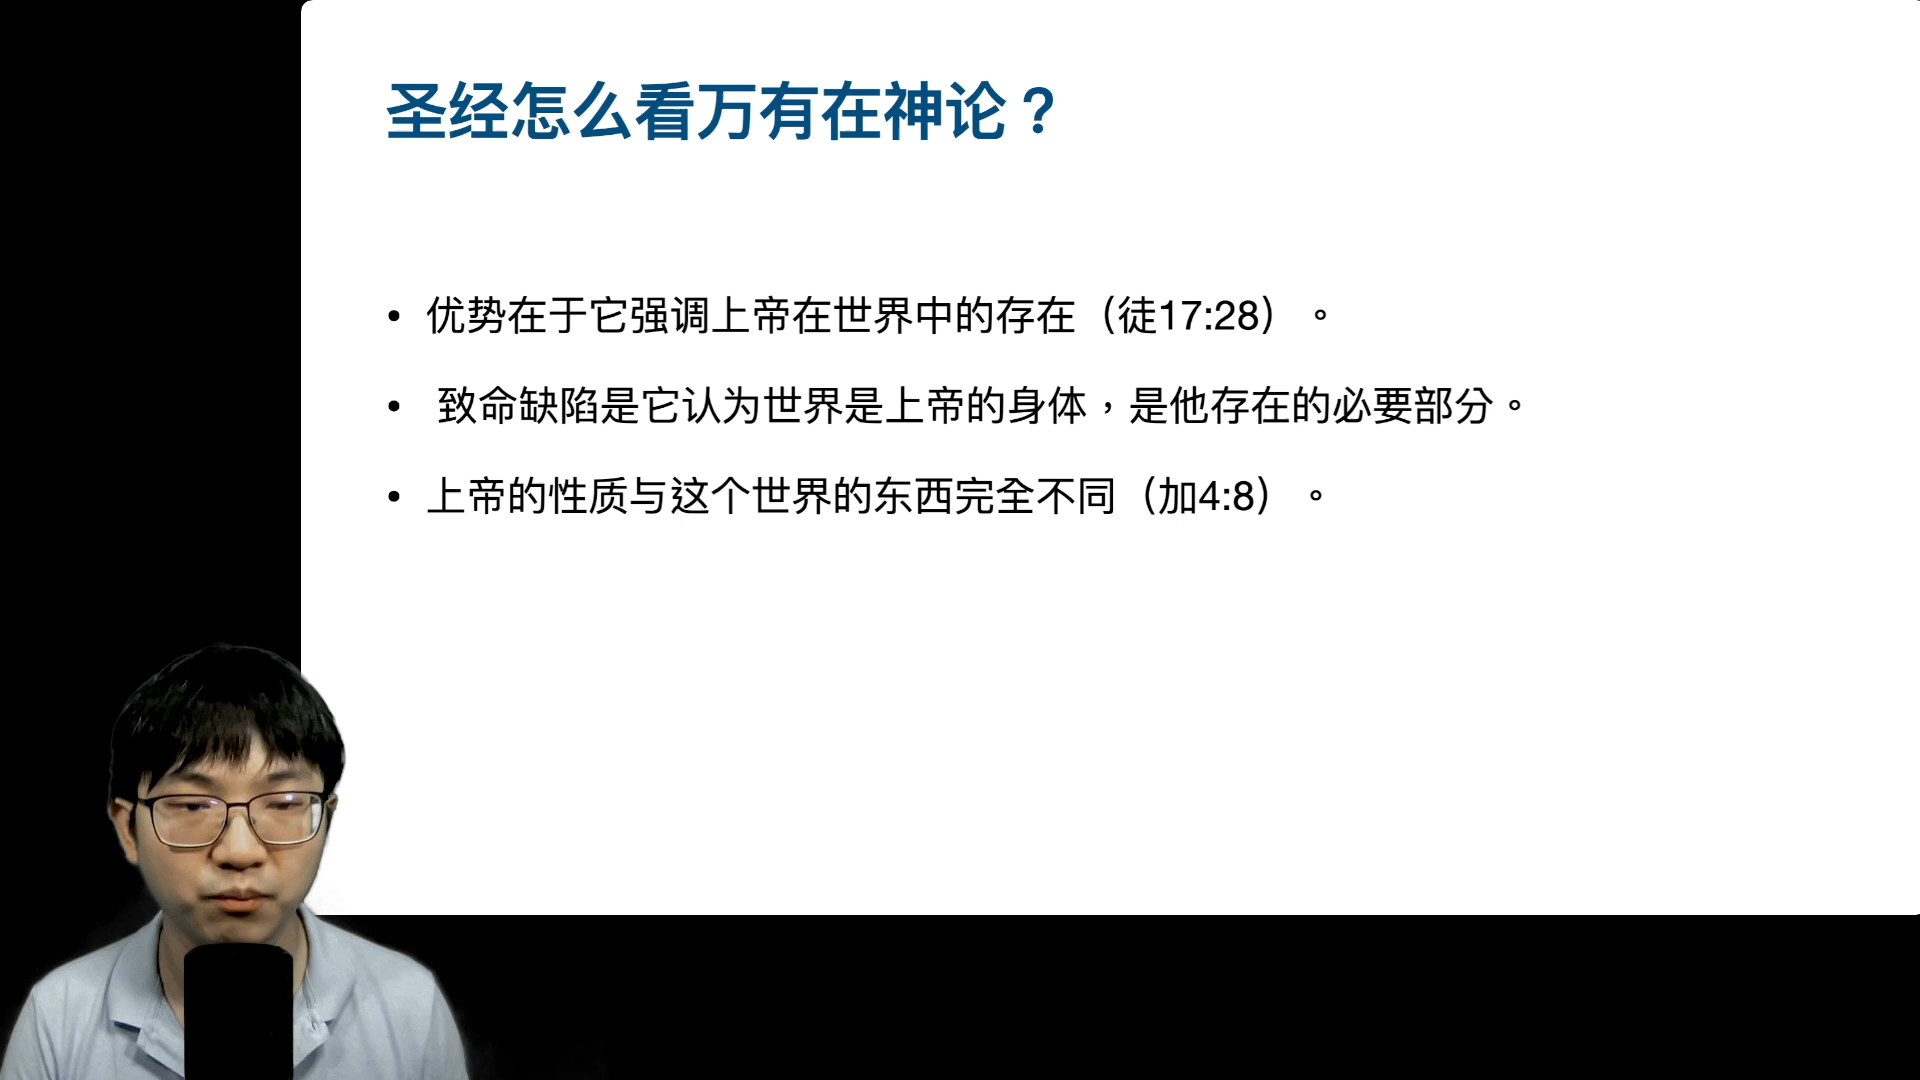 圣经怎么看万有在神论？
• 优势在于它强调上帝在世界中的存在（徒17:28）。
• 致命缺陷是它认为世界是上帝的身体，是他存在的必要部分。
• 上帝的性质与这个世界的东西完全不同（加4:8）。